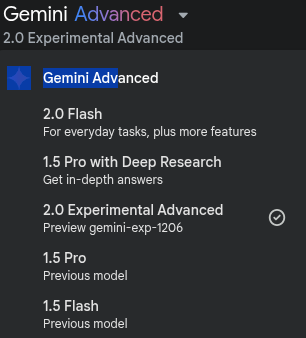 Gemini Advanced
2.0 Experimental Advanced
Gemini Advanced
2.0 Flash
For everyday tasks, plus more features
1.5 Pro with Deep Research
Get in-depth answers
2.0 Experimental Advanced
Preview gemini-exp-1206
1.5 Pro
Previous model
1.5 Flash
Previous model